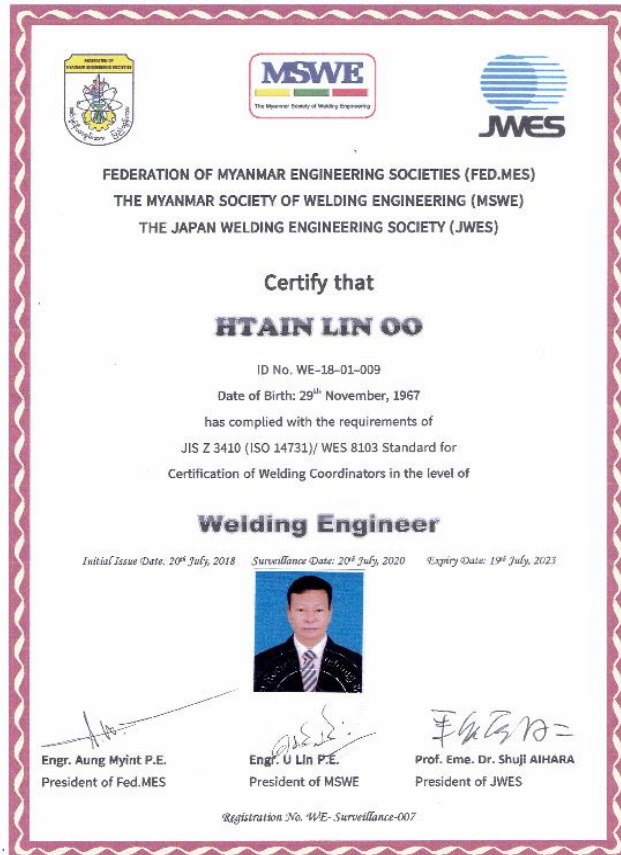 FEDERATION OF
MYANMAR ENGINEERING SOCIETIES
MSWE
The Myanmar Society of Welding Engineering
JWES
FEDERATION OF MYANMAR ENGINEERING SOCIETIES (FED.MES)
THE MYANMAR SOCIETY OF WELDING ENGINEERING (MSWE)
THE JAPAN WELDING ENGINEERING SOCIETY (JWES)
Certify that
HTAIN LIN OO
ID No. WE-18-01-009
Date of Birth: 29th November, 1967
has complied with the requirements of
JIS Z 3410 (ISO 14731)/ WES 8103 Standard for
Certification of Welding Coordinators in the level of
Welding Engineer
Initial Issue Date: 20th July, 2018 Surveillance Date: 20th July, 2020 Expiry Date: 19th July, 2023
Engr. Aung Myint P.E. Engr. U Lin P.E. Prof. Eme. Dr. Shuji AIHARA
President of Fed.MES President of MSWE President of JWES
Registration No. WE- Surveillance-007